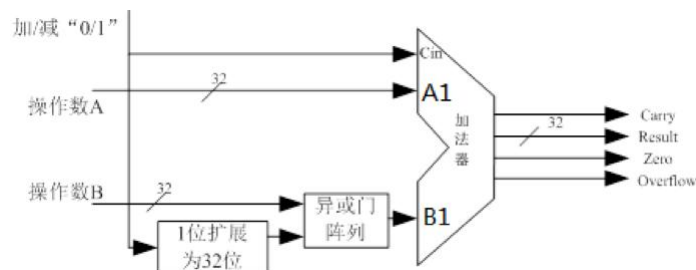 加/减“0/1”
Cin
32
A1
操作数A
加法器
Carry
32
Result
Zero
Overflow
操作数B
32
异或门
阵列
B1
1位扩展
为32位